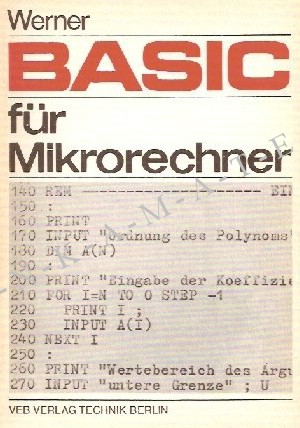 Werner
BASIC
für
Mikrorechner
140 REM ---------------------- EIN
150 :
160 PRINT
170 INPUT "Ordnung des Polynoms"
180 DIM A(N)
190 :
200 PRINT "Eingabe der Koeffizie
210 FOR I=N TO 0 STEP -1
220 PRINT I ;
230 INPUT A(I)
240 NEXT I
250 :
260 PRINT "Wertebereich des Argu
270 INPUT "untere Grenze" ; U
VEB VERLAG TECHNIK BERLIN